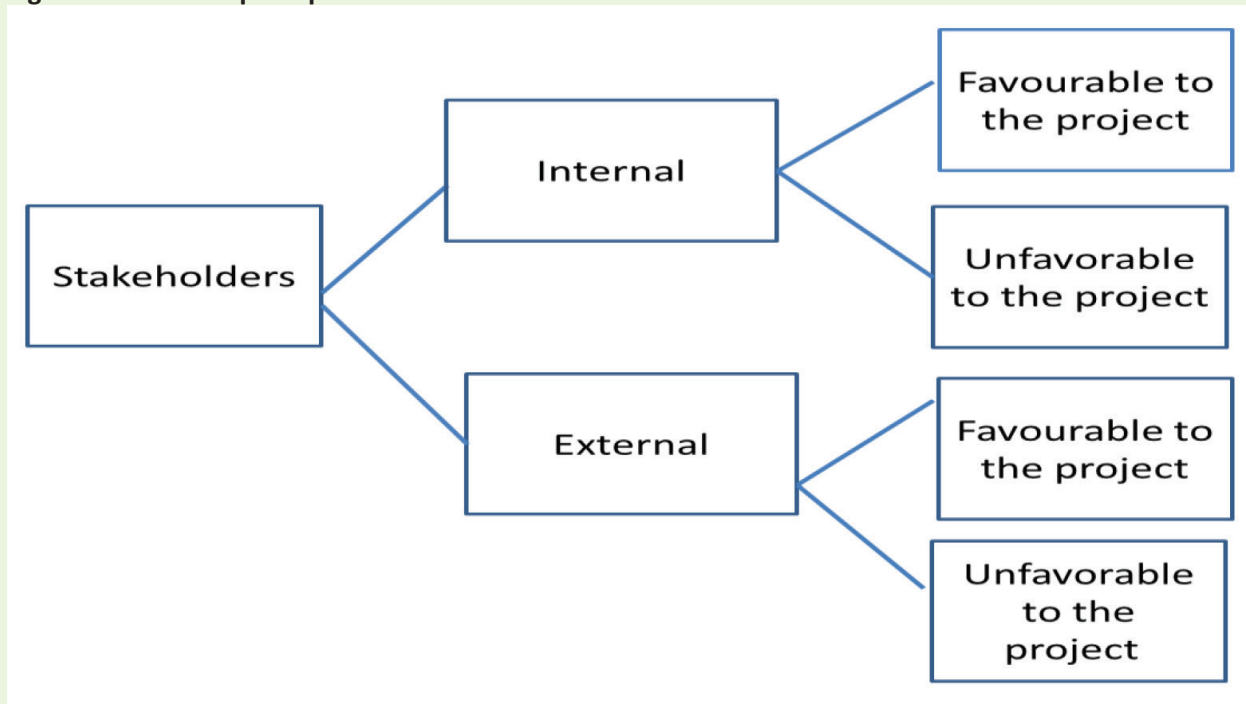 Stakeholders
Internal
External
Favourable to
the project
Unfavorable
to the project
Favourable to
the project
Unfavorable
to the
project